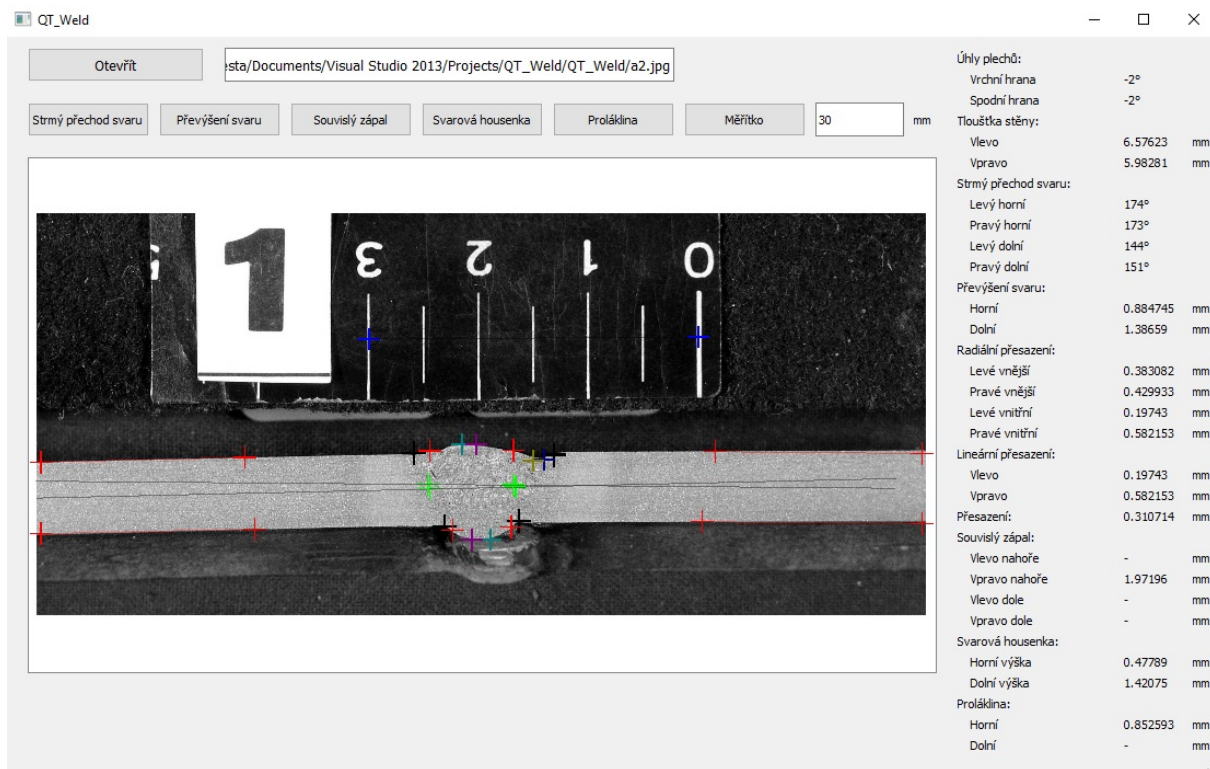 QT_Weld
Otevřít
esta/Documents/Visual Studio 2013/Projects/QT_Weld/QT_Weld/a2.jpg
Strmý přechod svaru Převýšení svaru Souvislý zápal Svarová housenka Proláklina Měřítko 30 mm
1 3 2 1 0
Úhly plechů:
Vrchní hrana -2°
Spodní hrana -2°
Tloušťka stěny:
Vlevo 6.57623 mm
Vpravo 5.98281 mm
Strmý přechod svaru:
Levý horní 174°
Pravý horní 173°
Levý dolní 144°
Pravý dolní 151°
Převýšení svaru:
Horní 0.884745 mm
Dolní 1.38659 mm
Radiální přesazení:
Levé vnější 0.383082 mm
Pravé vnější 0.429933 mm
Levé vnitřní 0.19743 mm
Pravé vnitřní 0.582153 mm
Lineární přesazení:
Vlevo 0.19743 mm
Vpravo 0.582153 mm
Přesazení: 0.310714 mm
Souvislý zápal:
Vlevo nahoře - mm
Vpravo nahoře 1.97196 mm
Vlevo dole - mm
Vpravo dole - mm
Svarová housenka:
Horní výška 0.47789 mm
Dolní výška 1.42075 mm
Proláklina:
Horní 0.852593 mm
Dolní - mm